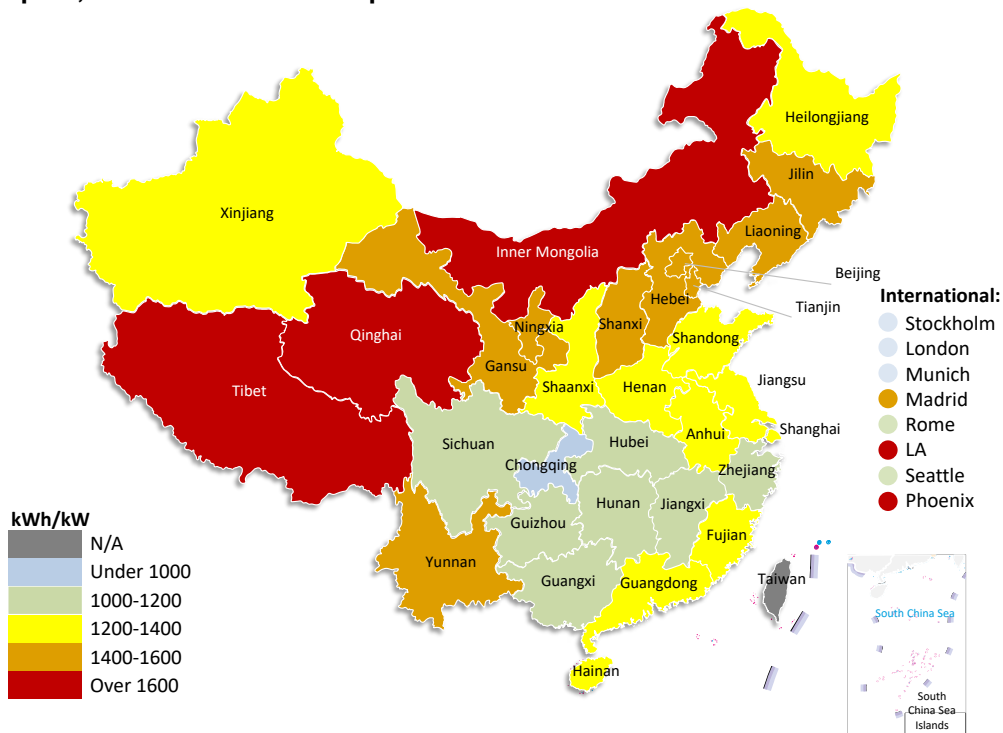 Heilongjiang
Jilin
Xinjiang
Liaoning
Inner Mongolia
Beijing
Tianjin
Hebei
International:
Stockholm
London
Munich
Madrid
Rome
LA
Seattle
Phoenix
Ningxia
Shanxi
Qinghai
Shandong
Gansu
Tibet
Shaanxi
Henan
Jiangsu
Anhui
Shanghai
Sichuan
Hubei
Chongqing
Zhejiang
Hunan
Jiangxi
Guizhou
Fujian
Yunnan
Guangxi
Guangdong
Taiwan
Hainan
kWh/kW
N/A
Under 1000
1000-1200
1200-1400
1400-1600
Over 1600
South China Sea
South
China Sea
Islands